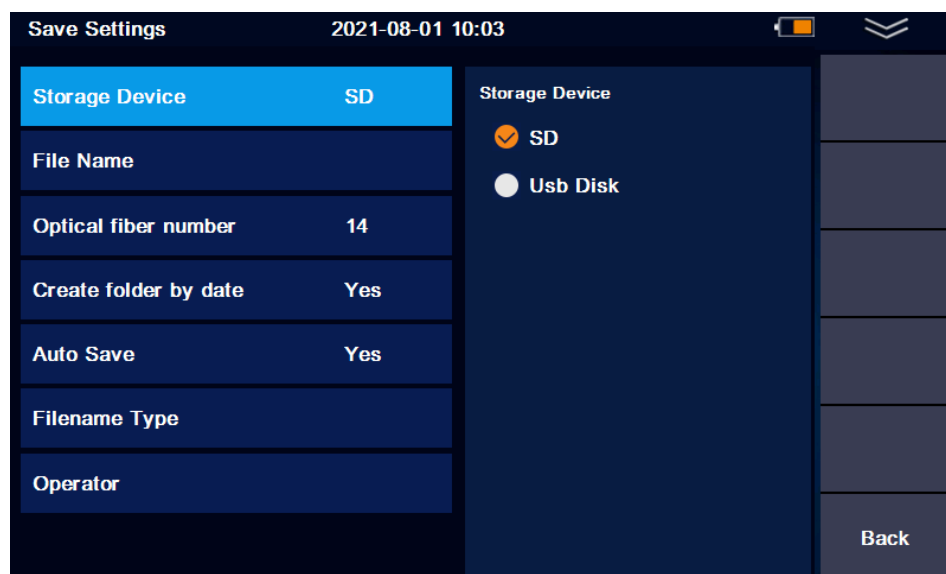 Save Settings 2021-08-01 10:03
Storage Device SD
File Name
Optical fiber number 14
Create folder by date Yes
Auto Save Yes
Filename Type
Operator
Storage Device
SD
Usb Disk
Back